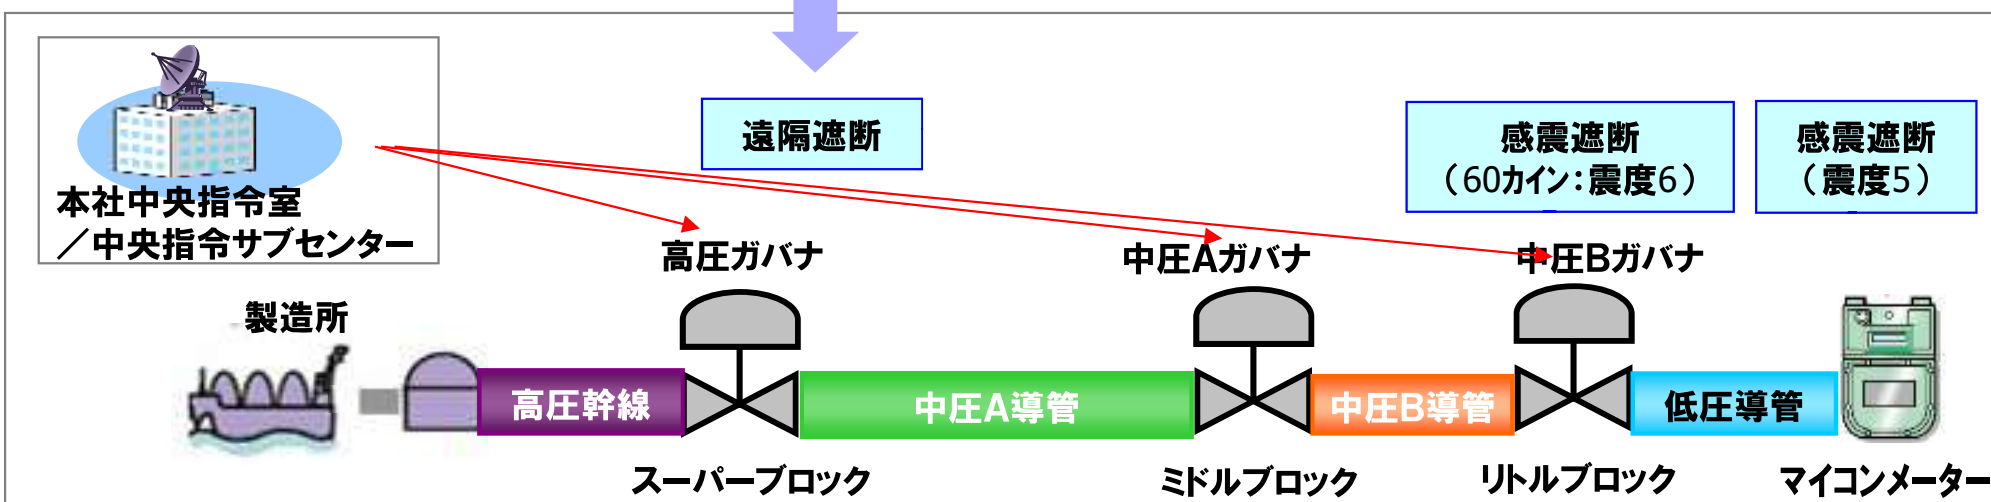 遠隔遮断
感震遮断
（60カイン：震度6）
感震遮断
（震度5）
本社中央指令室
／中央指令サブセンター
高圧ガバナ
中圧Aガバナ
中圧Bガバナ
製造所
高圧幹線
中圧A導管
中圧B導管
低圧導管
スーパーブロック
ミドルブロック
リトルブロック
マイコンメーター